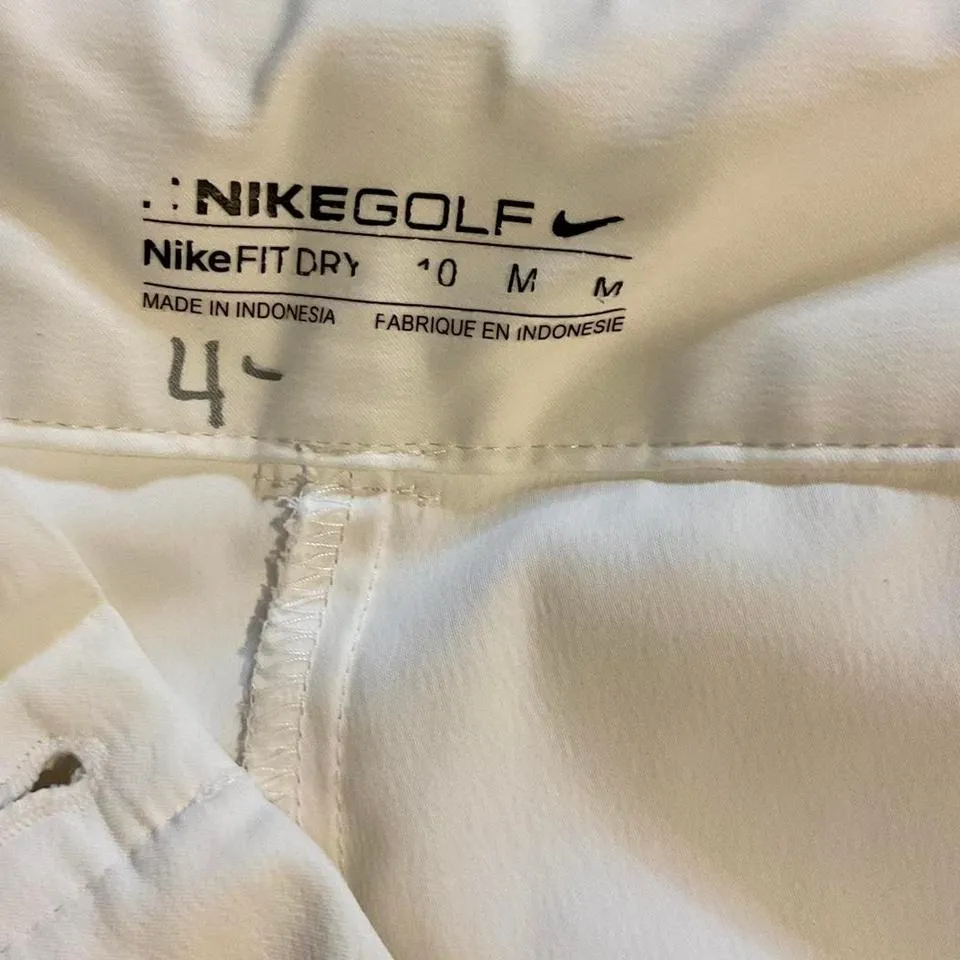 NIKEGOLF
NikeFIT DRY 10 M M
MADE IN INDONESIA FABRIQUE EN INDONESIE
4-